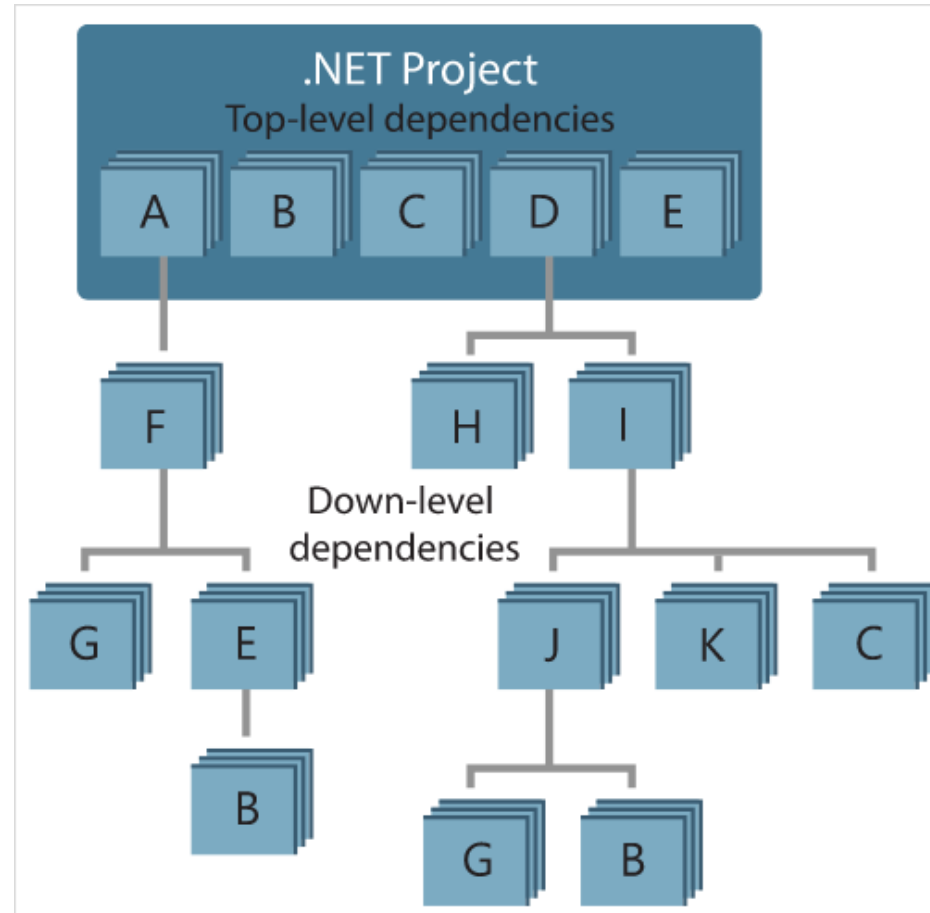 .NET Project
Top-level dependencies
A B C D E
F H I
Down-level
dependencies
G E J K C
B
G B